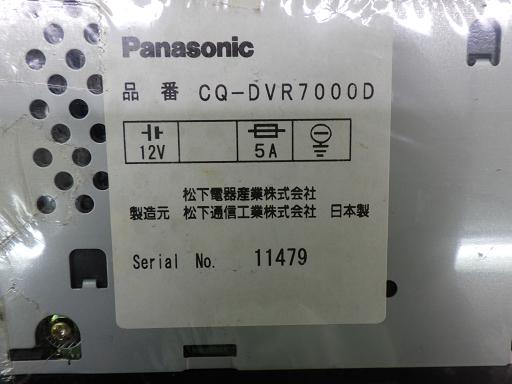 Panasonic
品 番 CQ-DVR7000D
12V 5A
松下電器産業株式会社
製造元 松下通信工業株式会社 日本製
Serial No. 11479